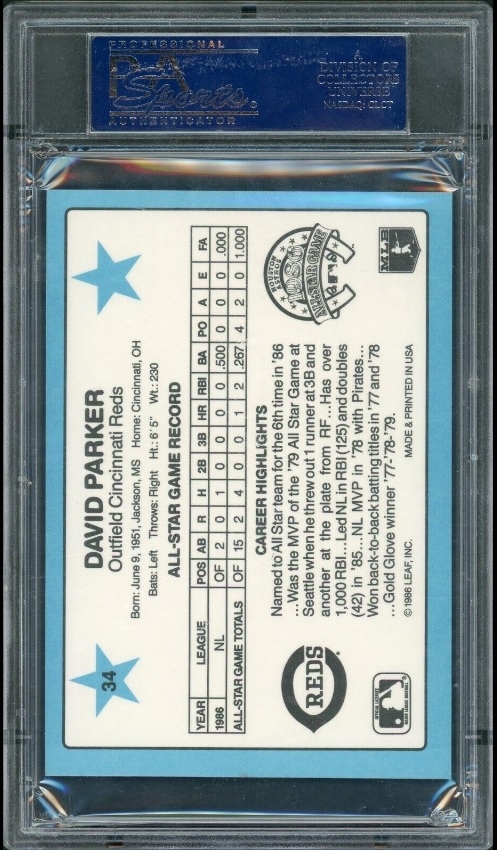 PROFESSIONAL
PSA
Sports
AUTHENTICATOR
A
DIVISION OF
COLLECTORS
UNIVERSE
NASDAQ: CLCT
34
DAVID PARKER
Outfield Cincinnati Reds
Born: June 9, 1951, Jackson, MS Home: Cincinnati, OH
Bats: Left Throws: Right Ht.: 6'5" Wt.: 230
ALL-STAR GAME RECORD
YEAR LEAGUE POS AB R H 2B 3B HR RBI BA PO A E FA
1986 NL OF 2 0 1 0 0 0 0 .500 0 0 0 .000
ALL-STAR GAME TOTALS OF 15 2 4 0 0 1 2 .267 4 2 0 1.000
CAREER HIGHLIGHTS
Named to All Star team for the 6th time in '86
...Was the MVP of the '79 All Star Game at
Seattle when he threw out 1 runner at 3B and
another at the plate from RF...Has over
1,000 RBI...Led NL in RBI (125) and doubles
(42) in '85...NL MVP in '78 with Pirates...
Won back-to-back batting titles in '77 and '78
...Gold Glove winner '77-'78-'79.
© 1986 LEAF, INC. MADE & PRINTED IN USA
REDS
HOUSTON
ASTROS
1986
ALL-STAR GAME
MLB